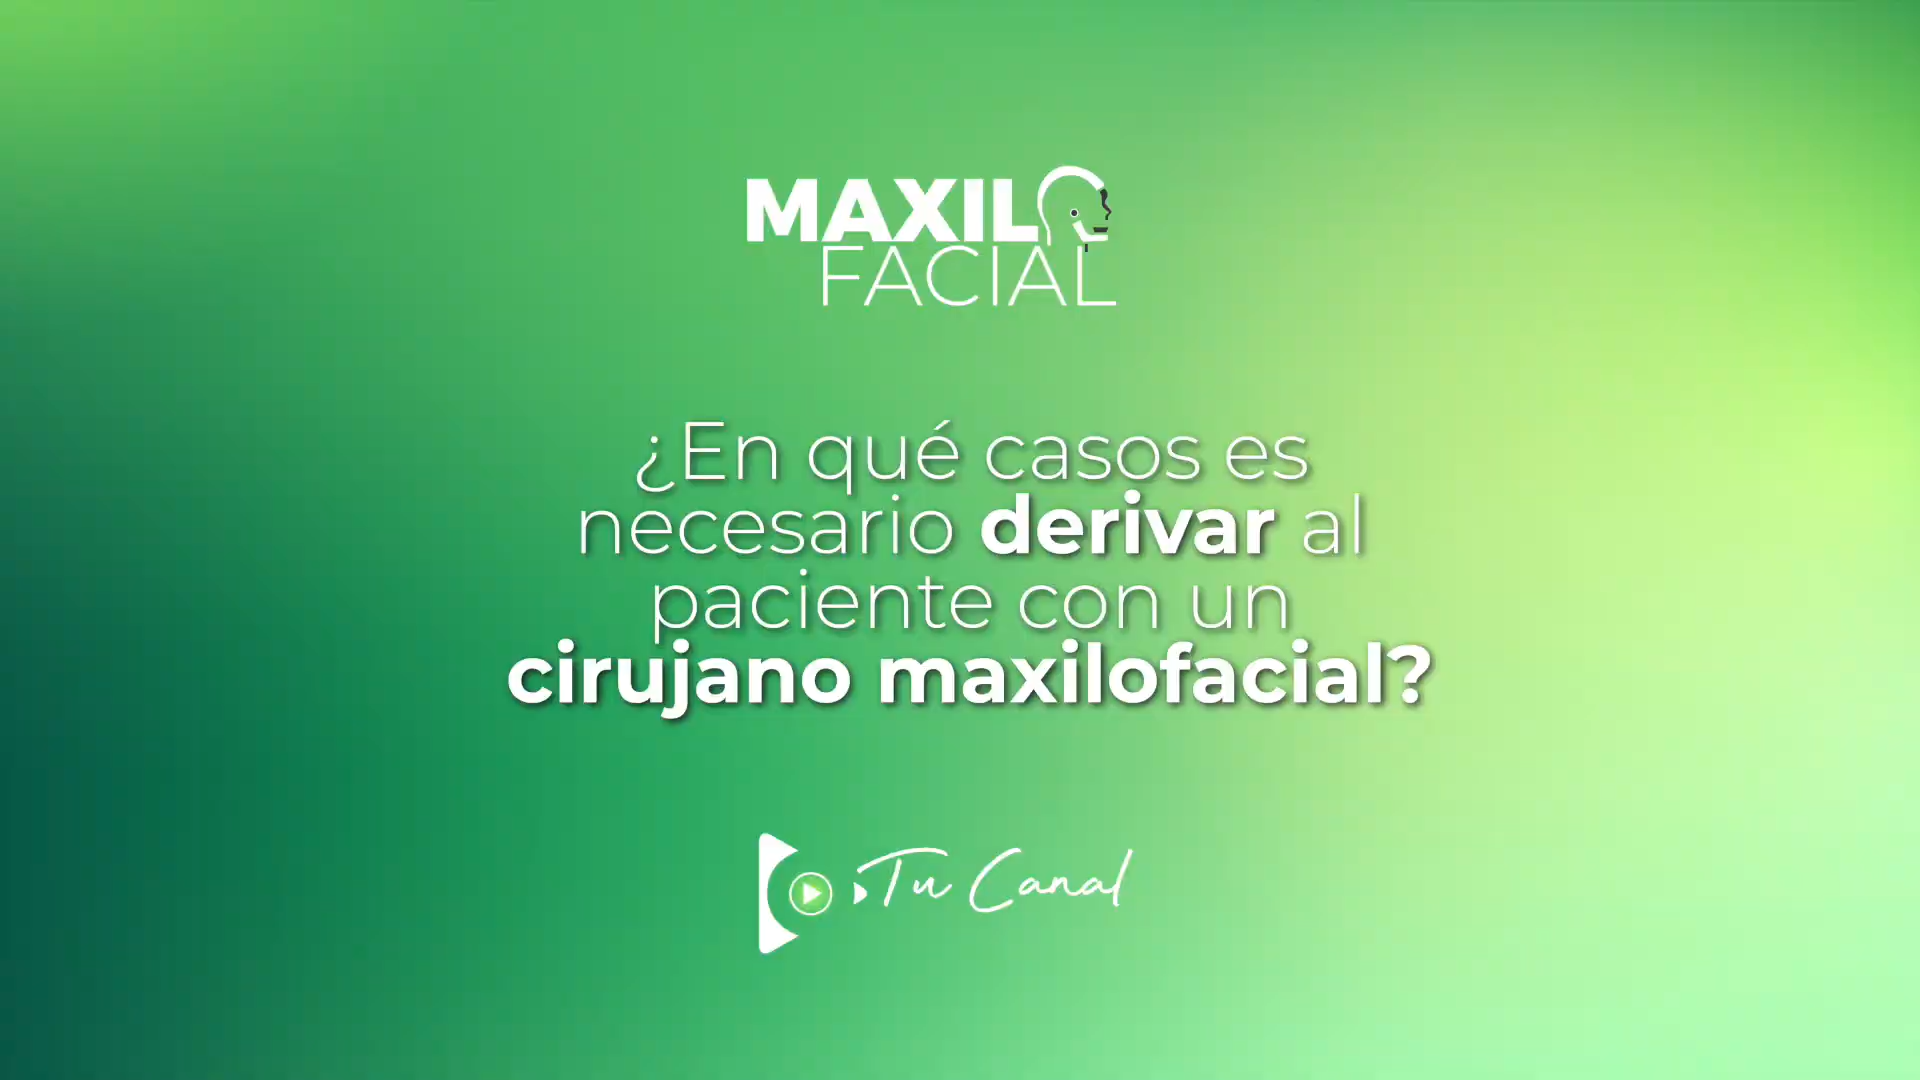 MAXILO
FACIAL
¿En qué casos es
necesario derivar al
paciente con un
cirujano maxilofacial?
Tu Canal